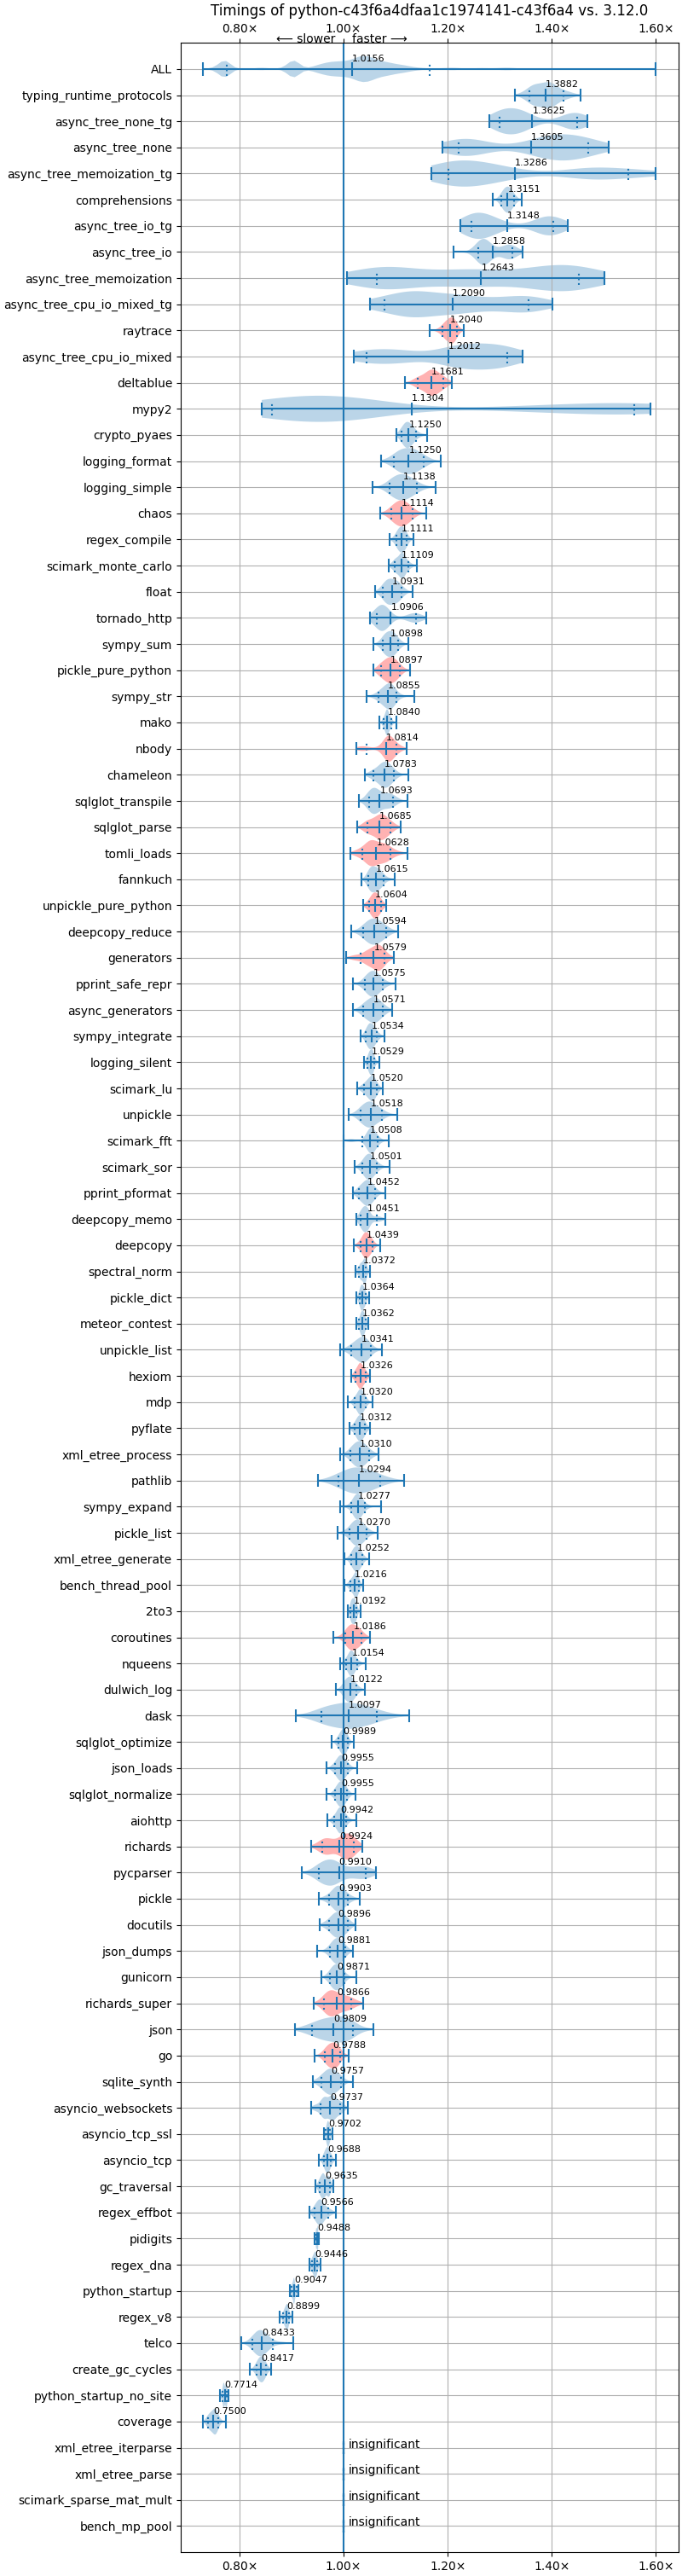 Timings of python-c43f6a4dfaa1c1974141-c43f6a4 vs. 3.12.0
0.80× 1.00× 1.20× 1.40× 1.60×
⟵ slower faster ⟶
ALL 1.0156
typing_runtime_protocols 1.3882
async_tree_none_tg 1.3625
async_tree_none 1.3605
async_tree_memoization_tg 1.3286
comprehensions 1.3151
async_tree_io_tg 1.3148
async_tree_io 1.2858
async_tree_memoization 1.2643
async_tree_cpu_io_mixed_tg 1.2090
raytrace 1.2040
async_tree_cpu_io_mixed 1.2012
deltablue 1.1681
mypy2 1.1304
crypto_pyaes 1.1250
logging_format 1.1250
logging_simple 1.1138
chaos 1.1114
regex_compile 1.1111
scimark_monte_carlo 1.1109
float 1.0931
tornado_http 1.0906
sympy_sum 1.0898
pickle_pure_python 1.0897
sympy_str 1.0855
mako 1.0840
nbody 1.0814
chameleon 1.0783
sqlglot_transpile 1.0693
sqlglot_parse 1.0685
tomli_loads 1.0628
fannkuch 1.0615
unpickle_pure_python 1.0604
deepcopy_reduce 1.0594
generators 1.0579
pprint_safe_repr 1.0575
async_generators 1.0571
sympy_integrate 1.0534
logging_silent 1.0529
scimark_lu 1.0520
unpickle 1.0518
scimark_fft 1.0508
scimark_sor 1.0501
pprint_pformat 1.0452
deepcopy_memo 1.0451
deepcopy 1.0439
spectral_norm 1.0372
pickle_dict 1.0364
meteor_contest 1.0362
unpickle_list 1.0341
hexiom 1.0326
mdp 1.0320
pyflate 1.0312
xml_etree_process 1.0310
pathlib 1.0294
sympy_expand 1.0277
pickle_list 1.0270
xml_etree_generate 1.0252
bench_thread_pool 1.0216
2to3 1.0192
coroutines 1.0186
nqueens 1.0154
dulwich_log 1.0122
dask 1.0097
sqlglot_optimize 0.9989
json_loads 0.9955
sqlglot_normalize 0.9955
aiohttp 0.9942
richards 0.9924
pycparser 0.9910
pickle 0.9903
docutils 0.9896
json_dumps 0.9881
gunicorn 0.9871
richards_super 0.9866
json 0.9809
go 0.9788
sqlite_synth 0.9757
asyncio_websockets 0.9737
asyncio_tcp_ssl 0.9702
asyncio_tcp 0.9688
gc_traversal 0.9635
regex_effbot 0.9566
pidigits 0.9488
regex_dna 0.9446
python_startup 0.9047
regex_v8 0.8899
telco 0.8433
create_gc_cycles 0.8417
python_startup_no_site 0.7714
coverage 0.7500
xml_etree_iterparse insignificant
xml_etree_parse insignificant
scimark_sparse_mat_mult insignificant
bench_mp_pool insignificant
0.80× 1.00× 1.20× 1.40× 1.60×